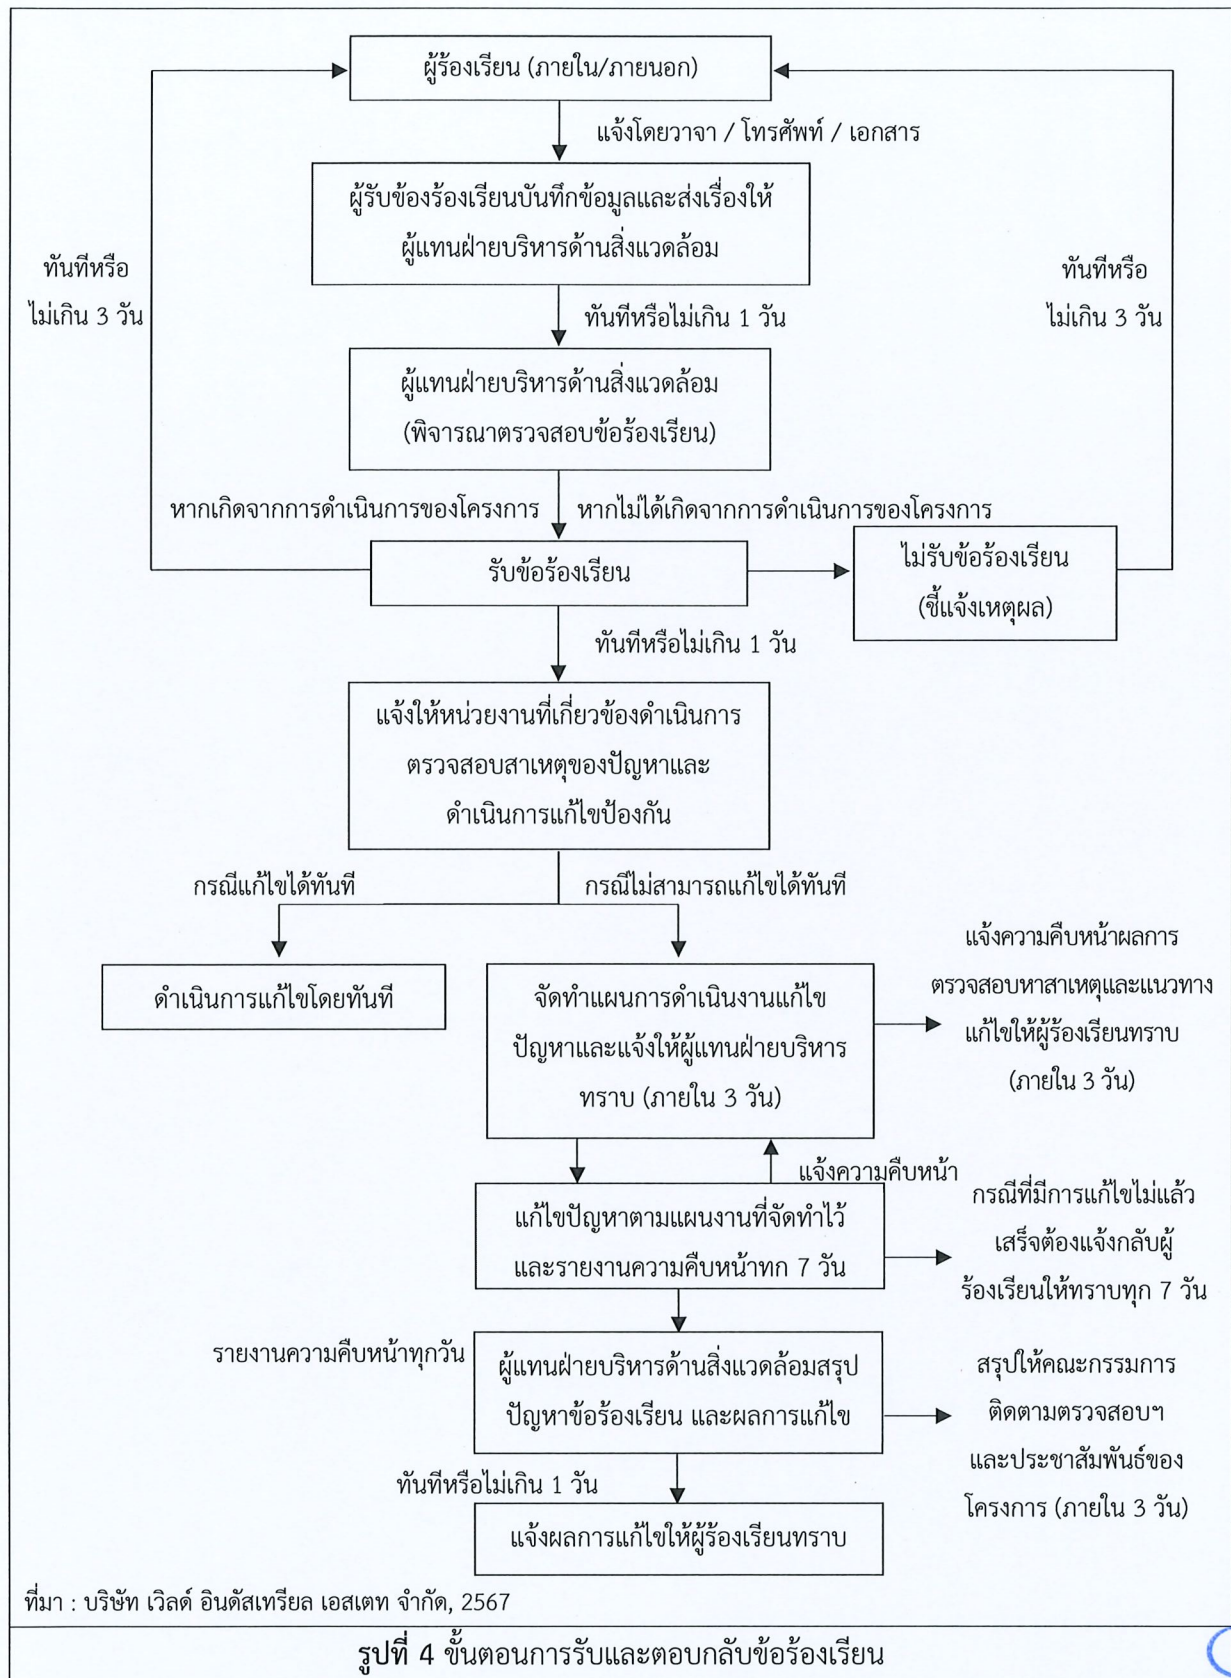 ผู้ร้องเรียน (ภายใน/ภายนอก)
แจ้งโดยวาจา / โทรศัพท์ / เอกสาร
ผู้รับข้องร้องเรียนบันทึกข้อมูลและส่งเรื่องให้
ผู้แทนฝ่ายบริหารด้านสิ่งแวดล้อม
ทันทีหรือ
ไม่เกิน 3 วัน
ทันทีหรือ
ไม่เกิน 3 วัน
ทันทีหรือไม่เกิน 1 วัน
ผู้แทนฝ่ายบริหารด้านสิ่งแวดล้อม
(พิจารณาตรวจสอบข้อร้องเรียน)
หากเกิดจากการดำเนินการของโครงการ
หากไม่ได้เกิดจากการดำเนินการของโครงการ
รับข้อร้องเรียน
ไม่รับข้อร้องเรียน
(ชี้แจ้งเหตุผล)
ทันทีหรือไม่เกิน 1 วัน
แจ้งให้หน่วยงานที่เกี่ยวข้องดำเนินการ
ตรวจสอบสาเหตุของปัญหาและ
ดำเนินการแก้ไขป้องกัน
กรณีแก้ไขได้ทันที
กรณีไม่สามารถแก้ไขได้ทันที
ดำเนินการแก้ไขโดยทันที
จัดทำแผนการดำเนินงานแก้ไข
ปัญหาและแจ้งให้ผู้แทนฝ่ายบริหาร
ทราบ (ภายใน 3 วัน)
แจ้งความคืบหน้าผลการ
ตรวจสอบหาสาเหตุและแนวทาง
แก้ไขให้ผู้ร้องเรียนทราบ
(ภายใน 3 วัน)
แจ้งความคืบหน้า
แก้ไขปัญหาตามแผนงานที่จัดทำไว้
และรายงานความคืบหน้าทก 7 วัน
กรณีที่มีการแก้ไขไม่แล้ว
เสร็จต้องแจ้งกลับผู้
ร้องเรียนให้ทราบทุก 7 วัน
รายงานความคืบหน้าทุกวัน
ผู้แทนฝ่ายบริหารด้านสิ่งแวดล้อมสรุป
ปัญหาข้อร้องเรียน และผลการแก้ไข
สรุปให้คณะกรรมการ
ติดตามตรวจสอบฯ
และประชาสัมพันธ์ของ
โครงการ (ภายใน 3 วัน)
ทันทีหรือไม่เกิน 1 วัน
แจ้งผลการแก้ไขให้ผู้ร้องเรียนทราบ
ที่มา : บริษัท เวิลด์ อินดัสเทรียล เอสเตท จำกัด, 2567
รูปที่ 4 ขั้นตอนการรับและตอบกลับข้อร้องเรียน